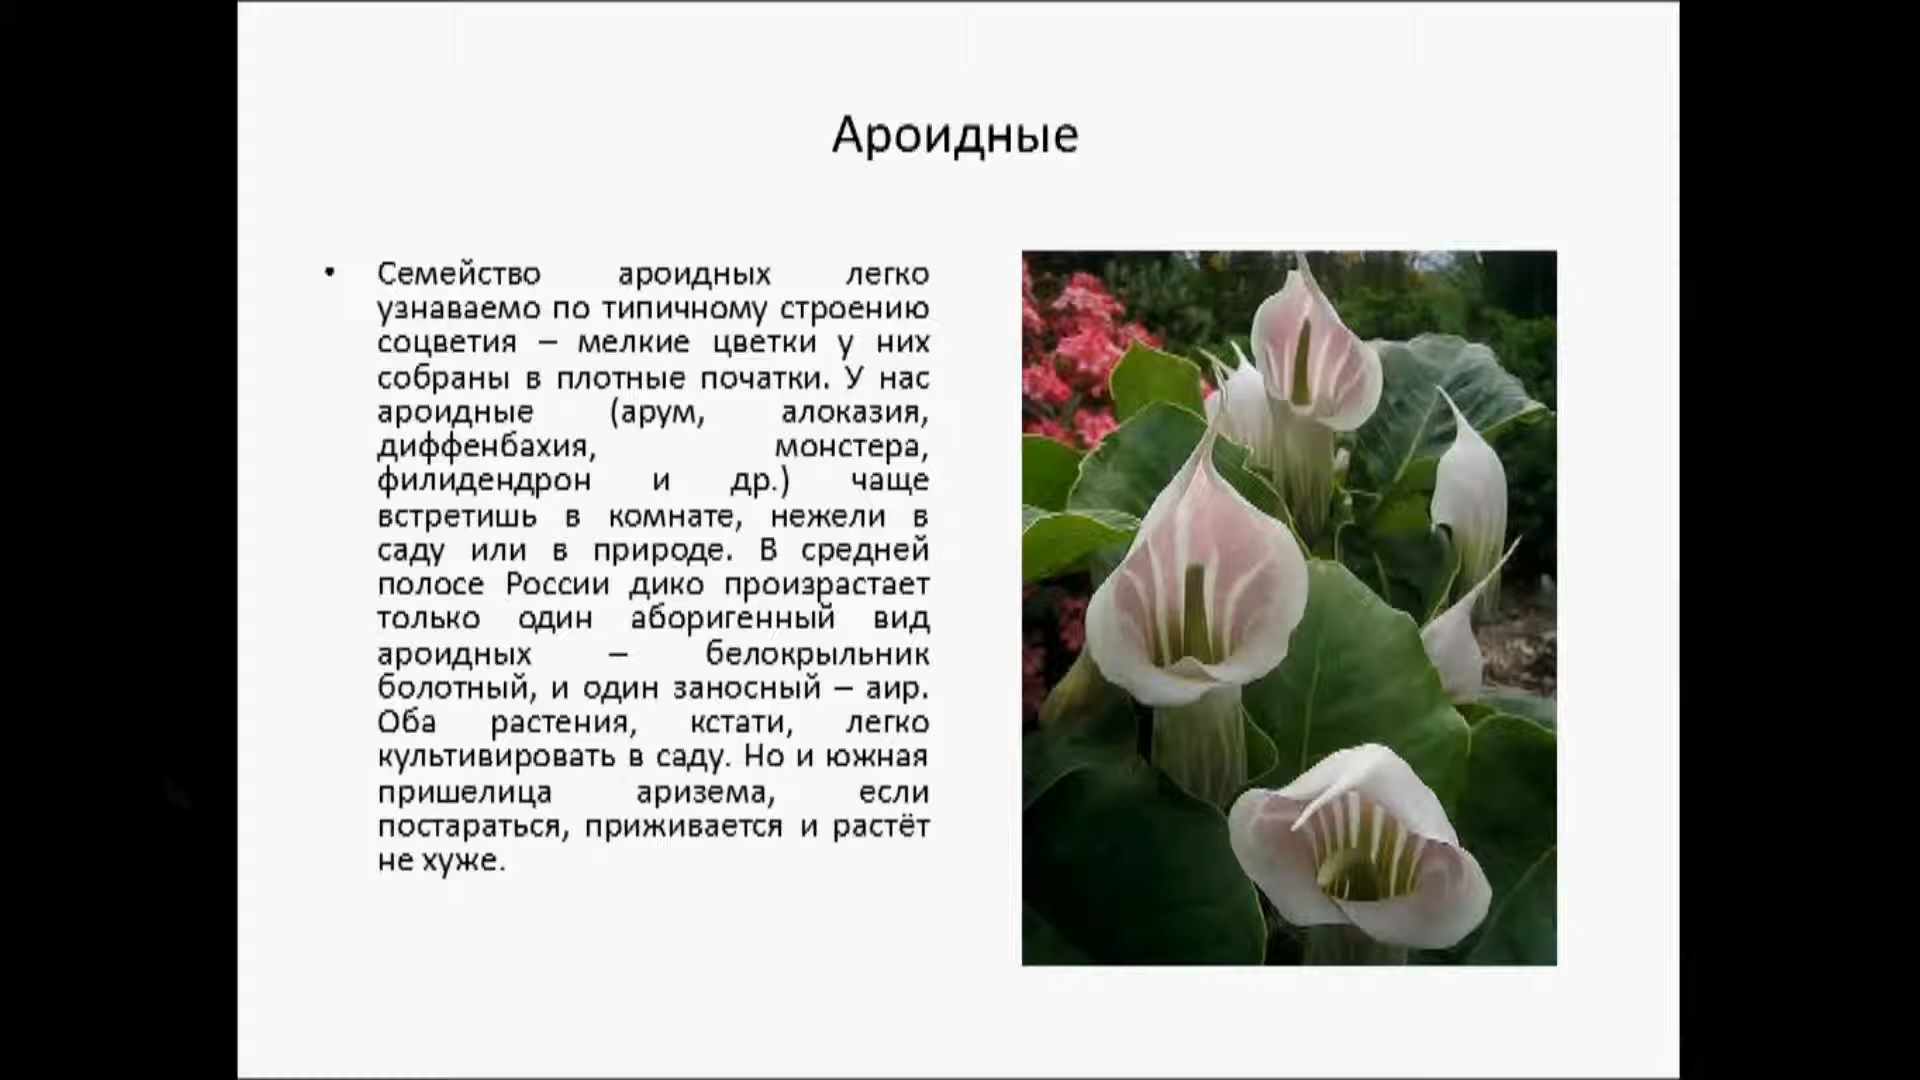 Ароидные
• Семейство ароидных легко
узнаваемо по типичному строению
соцветия – мелкие цветки у них
собраны в плотные початки. У нас
ароидные (арум, алоказия,
диффенбахия, монстера,
филидендрон и др.) чаще
встретишь в комнате, нежели в
саду или в природе. В средней
полосе России дико произрастает
только один аборигенный вид
ароидных – белокрыльник
болотный, и один заносный – аир.
Оба растения, кстати, легко
культивировать в саду. Но и южная
пришелица аризема, если
постараться, приживается и растёт
не хуже.